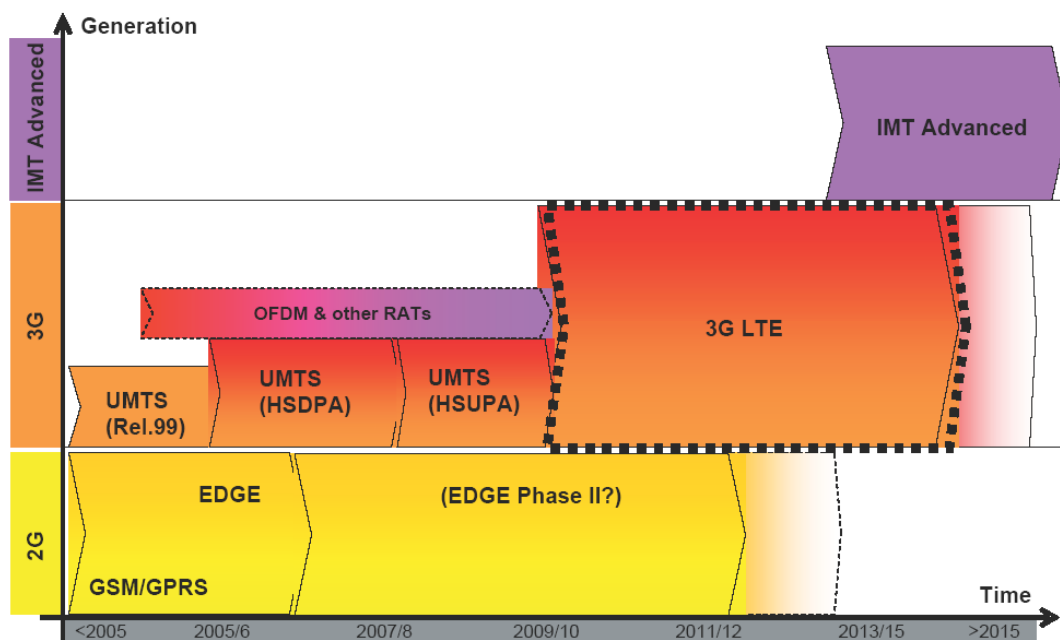 Generation
IMT Advanced
IMT Advanced
3G
OFDM & other RATs
3G LTE
UMTS
(Rel.99)
UMTS
(HSDPA)
UMTS
(HSUPA)
2G
EDGE
(EDGE Phase II?)
GSM/GPRS
Time
<2005
2005/6
2007/8
2009/10
2011/12
2013/15
>2015